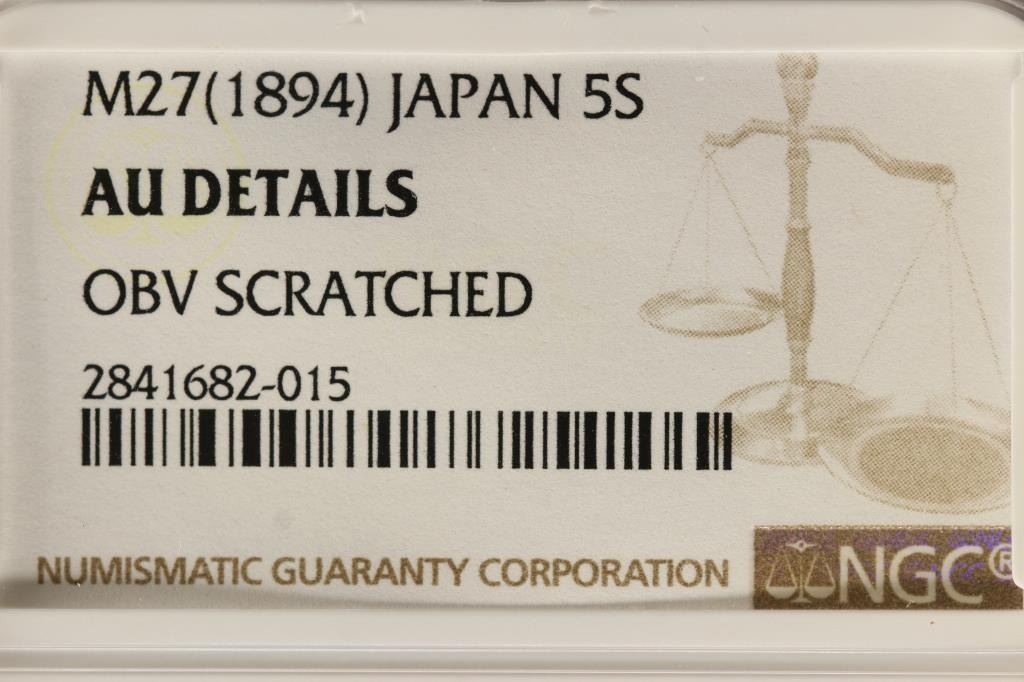 M27(1894) JAPAN 5S
AU DETAILS
OBV SCRATCHED
2841682-015
NUMISMATIC GUARANTY CORPORATION
NGC®